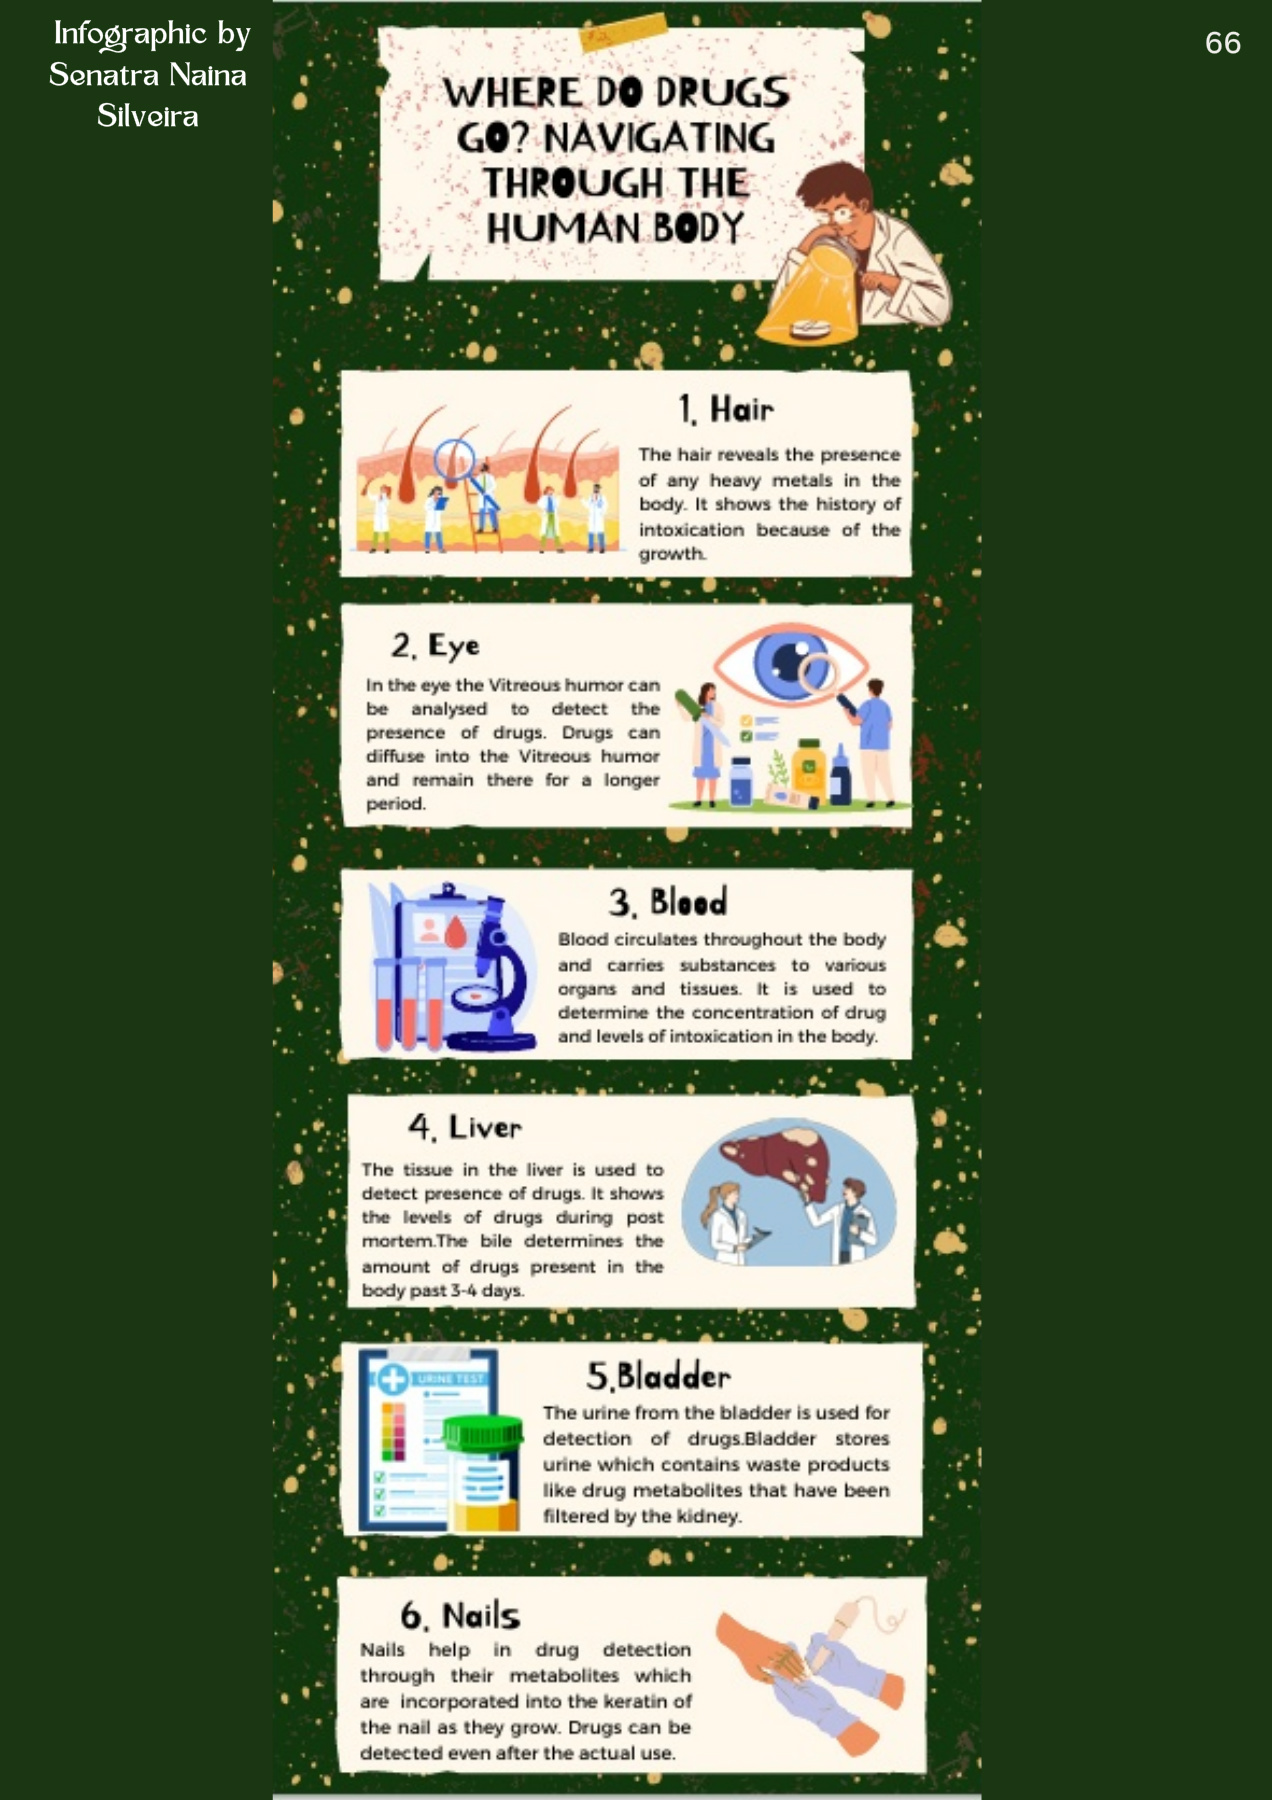 Infographic by
Senatra Naina
Silveira
66
WHERE DO DRUGS
GO? NAVIGATING
THROUGH THE
HUMAN BODY
1. Hair
The hair reveals the presence
of any heavy metals in the
body. It shows the history of
intoxication because of the
growth.
2. Eye
In the eye the Vitreous humor can
be analysed to detect the
presence of drugs. Drugs can
diffuse into the Vitreous humor
and remain there for a longer
period.
3. Blood
Blood circulates throughout the body
and carries substances to various
organs and tissues. It is used to
determine the concentration of drug
and levels of intoxication in the body.
4. Liver
The tissue in the liver is used to
detect presence of drugs. It shows
the levels of drugs during post
mortem.The bile determines the
amount of drugs present in the
body past 3-4 days.
URINE TEST
5.Bladder
The urine from the bladder is used for
detection of drugs.Bladder stores
urine which contains waste products
like drug metabolites that have been
filtered by the kidney.
6. Nails
Nails help in drug detection
through their metabolites which
are incorporated into the keratin of
the nail as they grow. Drugs can be
detected even after the actual use.